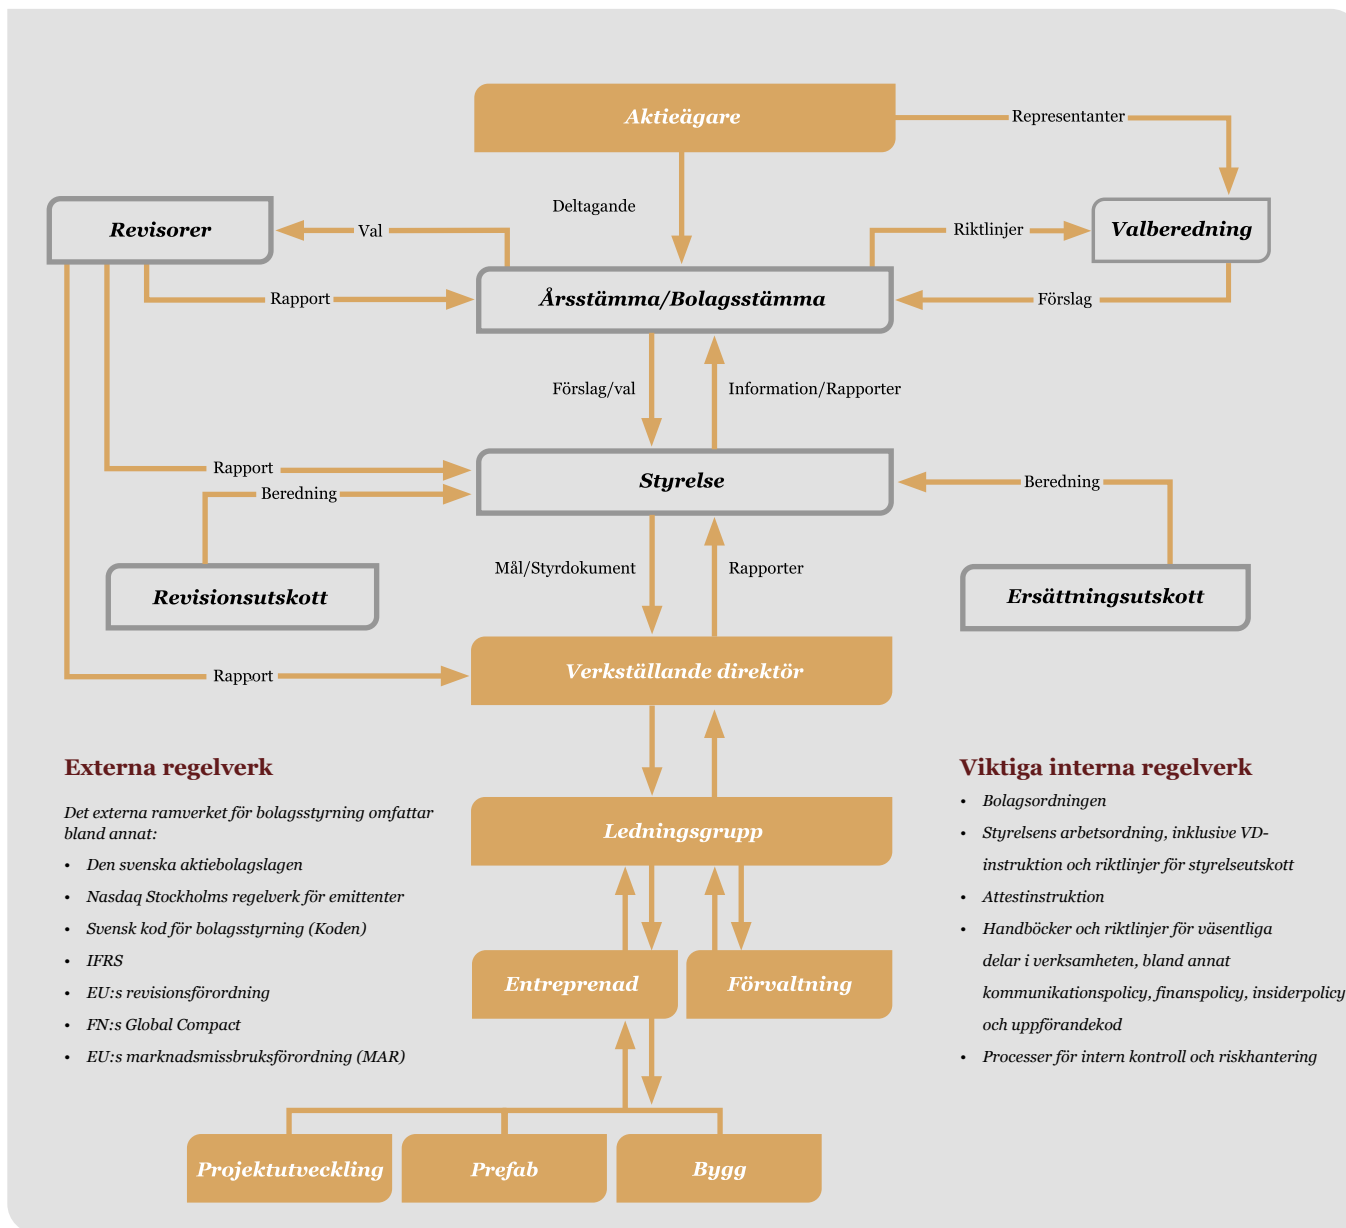 Aktieägare
Representanter
Deltagande
Revisorer
Val
Riktlinjer
Valberedning
Rapport
Årsstämma/Bolagsstämma
Förslag
Förslag/val
Information/Rapporter
Rapport
Styrelse
Beredning
Beredning
Mål/Styrdokument
Rapporter
Revisionsutskott
Ersättningsutskott
Rapport
Verkställande direktör
Ledningsgrupp
Entreprenad
Förvaltning
Projektutveckling
Prefab
Bygg
Externa regelverk
Det externa ramverket för bolagsstyrning omfattar
bland annat:
• Den svenska aktiebolagslagen
• Nasdaq Stockholms regelverk för emittenter
• Svensk kod för bolagsstyrning (Koden)
• IFRS
• EU:s revisionsförordning
• FN:s Global Compact
• EU:s marknadsmissbruksförordning (MAR)
Viktiga interna regelverk
• Bolagsordningen
• Styrelsens arbetsordning, inklusive VD-
instruktion och riktlinjer för styrelseutskott
• Attestinstruktion
• Handböcker och riktlinjer för väsentliga
delar i verksamheten, bland annat
kommunikationspolicy, finanspolicy, insiderpolicy
och uppförandekod
• Processer för intern kontroll och riskhantering